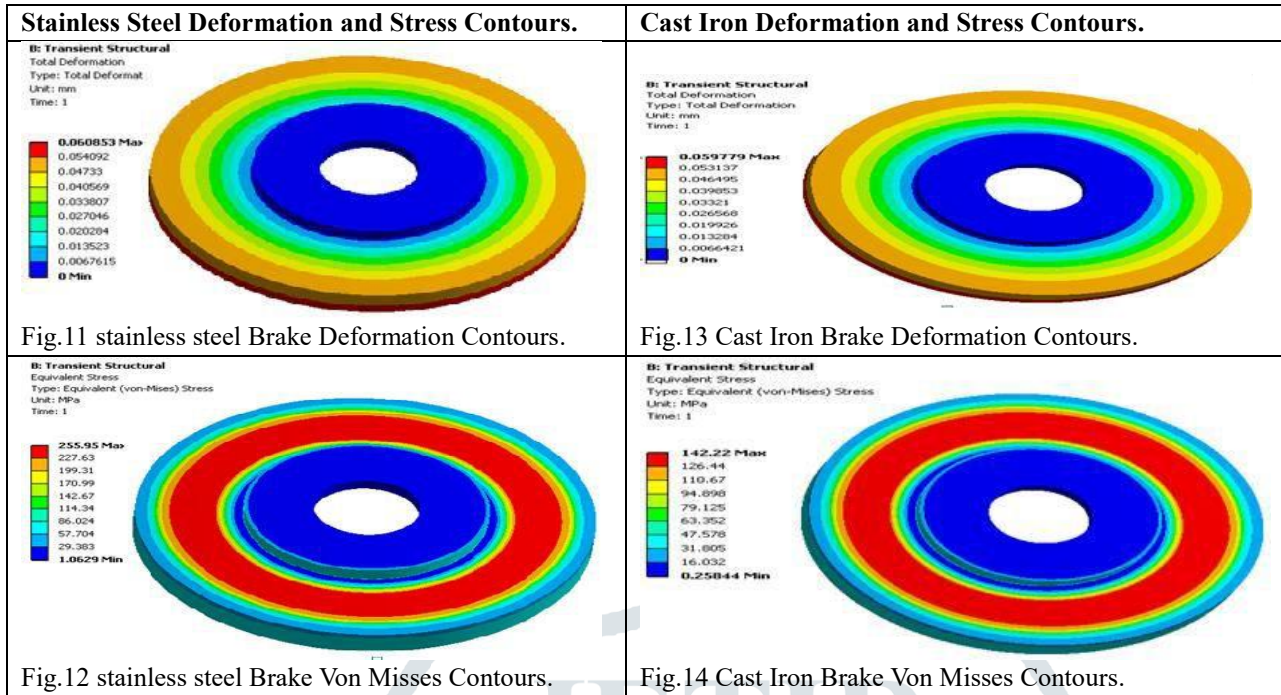 Stainless Steel Deformation and Stress Contours.
Cast Iron Deformation and Stress Contours.
B: Transient Structural
Total Deformation
Type: Total Deformat
Unit: mm
Time: 1
0.060853 Max
0.054092
0.04733
0.040569
0.033807
0.027046
0.020284
0.013523
0.0067615
0 Min
Fig.11 stainless steel Brake Deformation Contours.
B: Transient Structural
Total Deformation
Type: Total Deformation
Unit: mm
Time: 1
0.059779 Max
0.053137
0.046495
0.039853
0.03321
0.026568
0.019926
0.013284
0.0066421
0 Min
Fig.13 Cast Iron Brake Deformation Contours.
B: Transient Structural
Equivalent Stress
Type: Equivalent (von-Mises) Stress
Unit: MPa
Time: 1
255.95 Max
227.63
199.31
170.99
142.67
114.34
86.024
57.704
29.383
1.0629 Min
Fig.12 stainless steel Brake Von Misses Contours.
B: Transient Structural
Equivalent Stress
Type: Equivalent (von-Mises) Stress
Unit: MPa
Time: 1
142.22 Max
126.44
110.67
94.898
79.125
63.352
47.578
31.805
16.032
0.25844 Min
Fig.14 Cast Iron Brake Von Misses Contours.